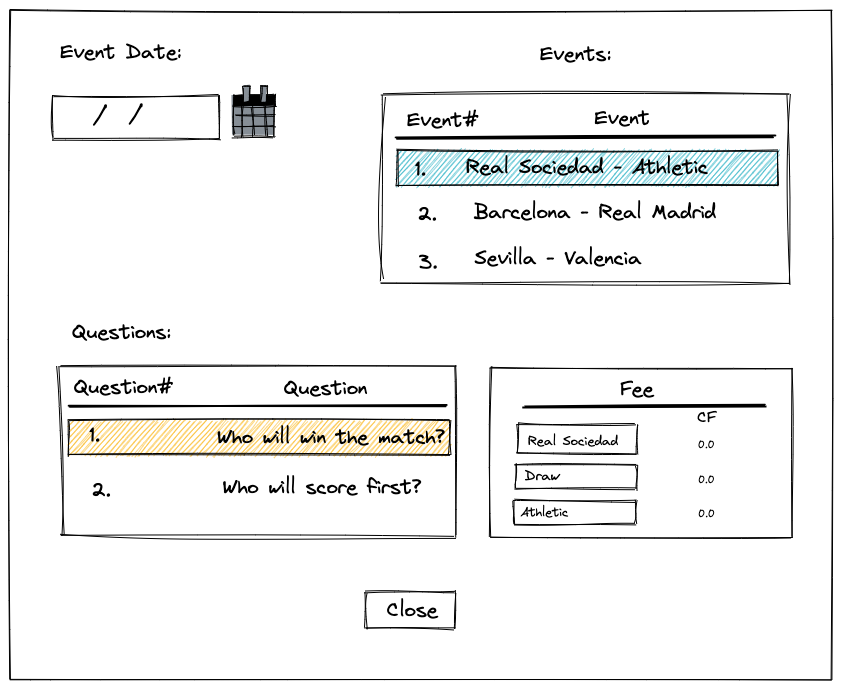 Event Date:
/ /
Events:
Event# Event
1. Real Sociedad - Athletic
2. Barcelona - Real Madrid
3. Sevilla - Valencia
Questions:
Question# Question
1. Who will win the match?
2. Who will score first?
Fee
CF
Real Sociedad 0.0
Draw 0.0
Athletic 0.0
Close